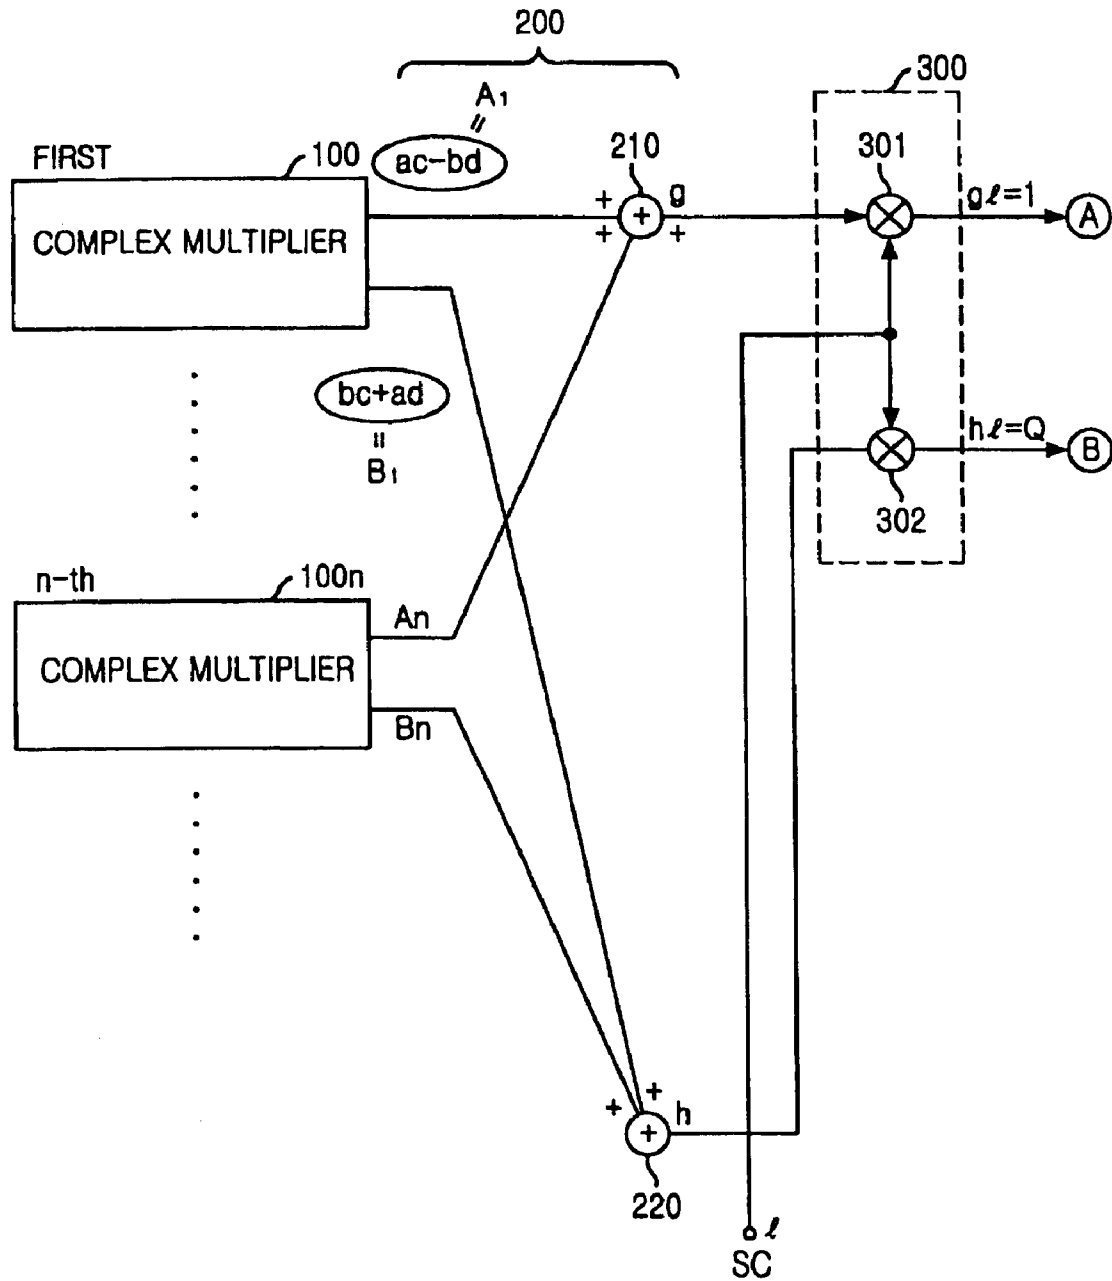 200
A1
=
ac-bd
FIRST
100
COMPLEX MULTIPLIER
210
+ + + g +
300
301
gℓ=1
A
bc+ad
=
B1
hℓ=Q
B
302
n-th
100n
COMPLEX MULTIPLIER
An
Bn
+ + + h
220
ℓ
SC